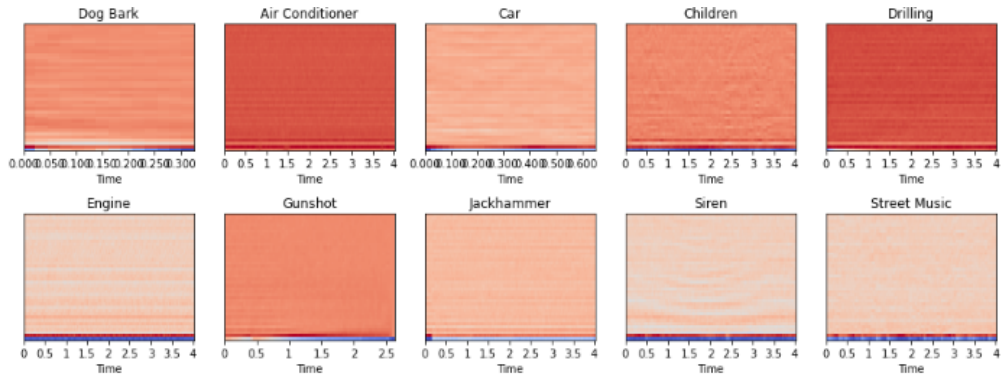 Dog Bark Air Conditioner Car Children Drilling
0.000 0.050 0.100 0.150 0.200 0.250 0.300 0 0.5 1 1.5 2 2.5 3 3.5 4 0.000 0.100 0.200 0.300 0.400 0.500 0.600 0 0.5 1 1.5 2 2.5 3 3.5 4 0 0.5 1 1.5 2 2.5 3 3.5 4
Time Time Time Time Time
Engine Gunshot Jackhammer Siren Street Music
0 0.5 1 1.5 2 2.5 3 3.5 4 0 0.5 1 1.5 2 2.5 0 0.5 1 1.5 2 2.5 3 3.5 4 0 0.5 1 1.5 2 2.5 3 3.5 4 0 0.5 1 1.5 2 2.5 3 3.5 4
Time Time Time Time Time